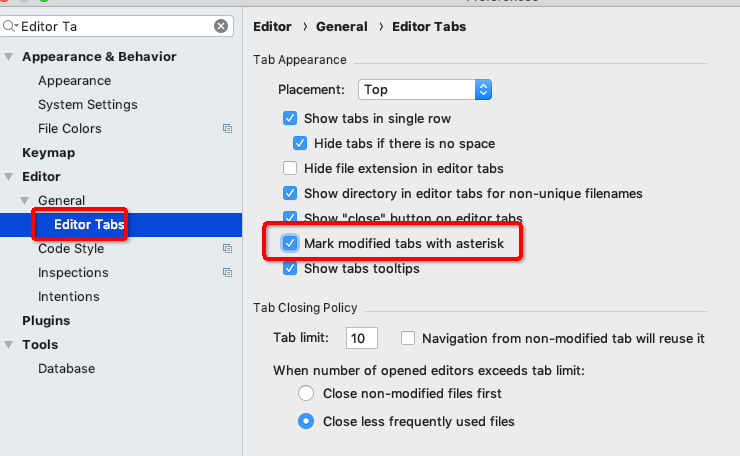 Editor Ta
Appearance & Behavior
Appearance
System Settings
File Colors
Keymap
Editor
General
Editor Tabs
Code Style
Inspections
Intentions
Plugins
Tools
Database
Editor › General › Editor Tabs
Tab Appearance
Placement: Top
Show tabs in single row
Hide tabs if there is no space
Hide file extension in editor tabs
Show directory in editor tabs for non-unique filenames
Show "close" button on editor tabs
Mark modified tabs with asterisk
Show tabs tooltips
Tab Closing Policy
Tab limit: 10 Navigation from non-modified tab will reuse it
When number of opened editors exceeds tab limit:
Close non-modified files first
Close less frequently used files